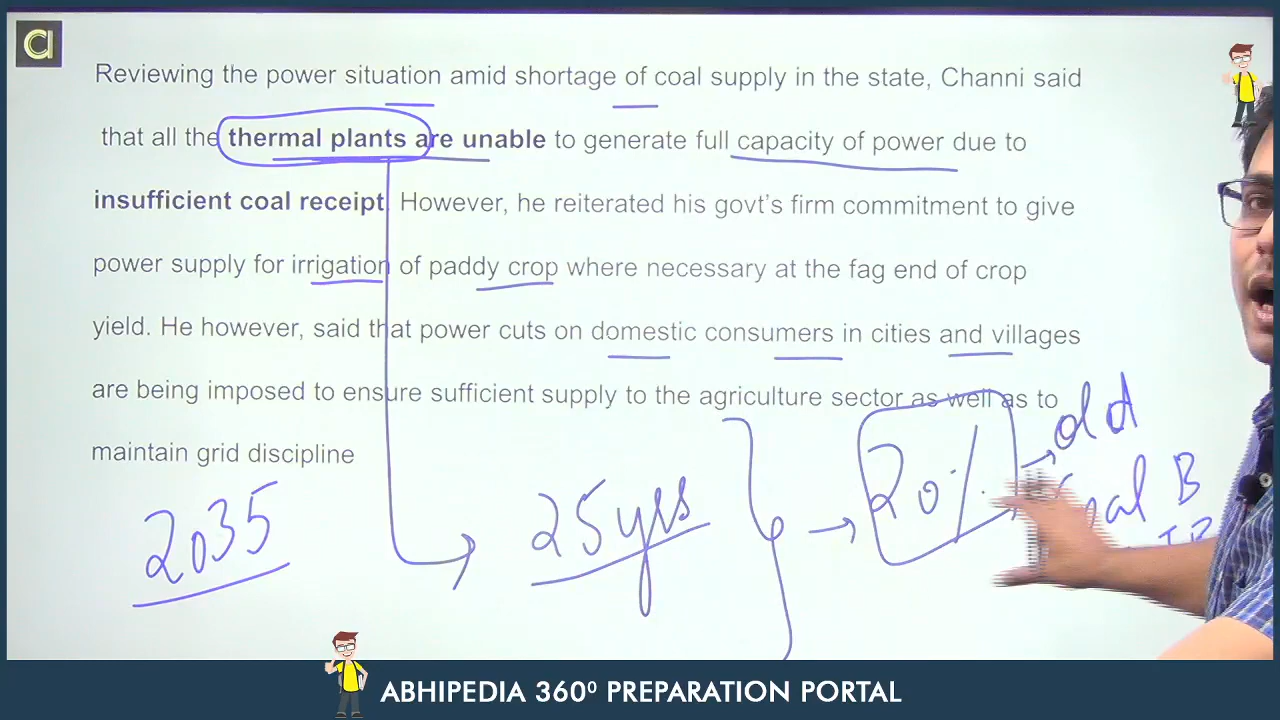 Reviewing the power situation amid shortage of coal supply in the state, Channi said
that all the thermal plants are unable to generate full capacity of power due to
insufficient coal receipt However, he reiterated his govt's firm commitment to give
power supply for irrigation of paddy crop where necessary at the fag end of crop
yield. He however, said that power cuts on domestic consumers in cities and villages
are being imposed to ensure sufficient supply to the agriculture sector as well as to
maintain grid discipline
2035
25 yrs
20%
old
B
ABHIPEDIA 360⁰ PREPARATION PORTAL